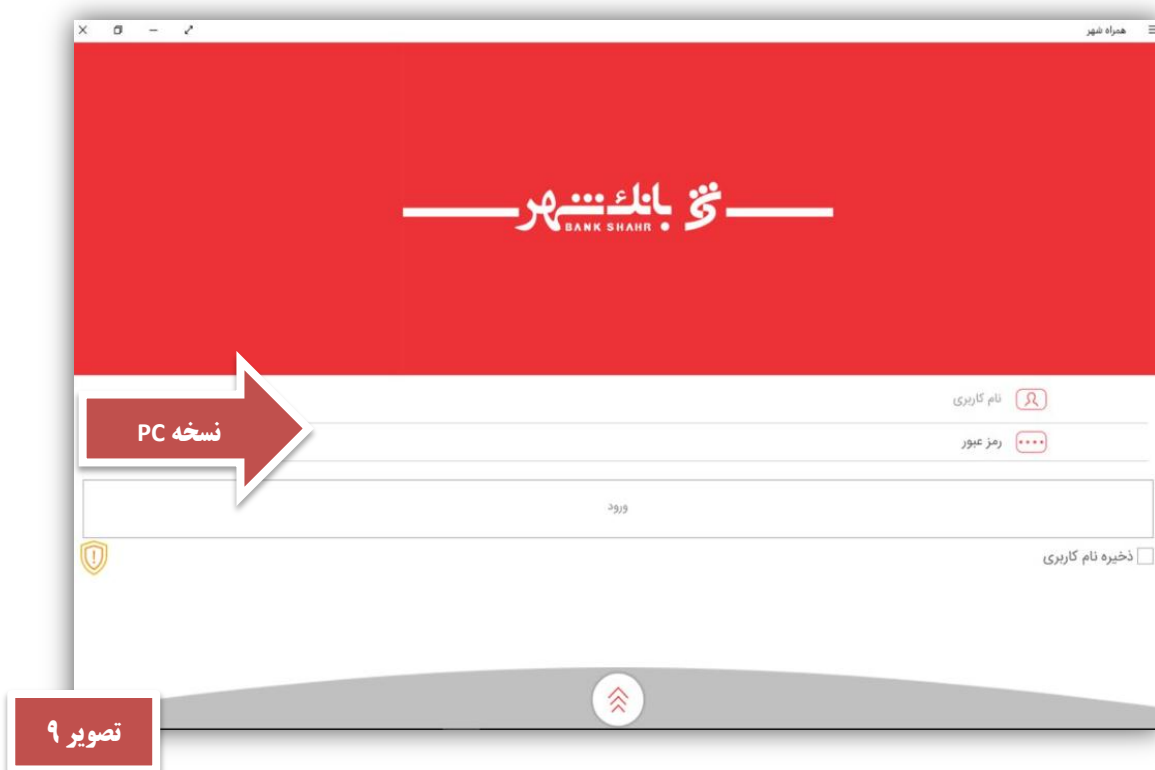 همراه شهر
بانک شهر
BANK SHAHR
نام کاربری
نسخه PC
رمز عبور
ورود
ذخیره نام کاربری
تصویر ۹